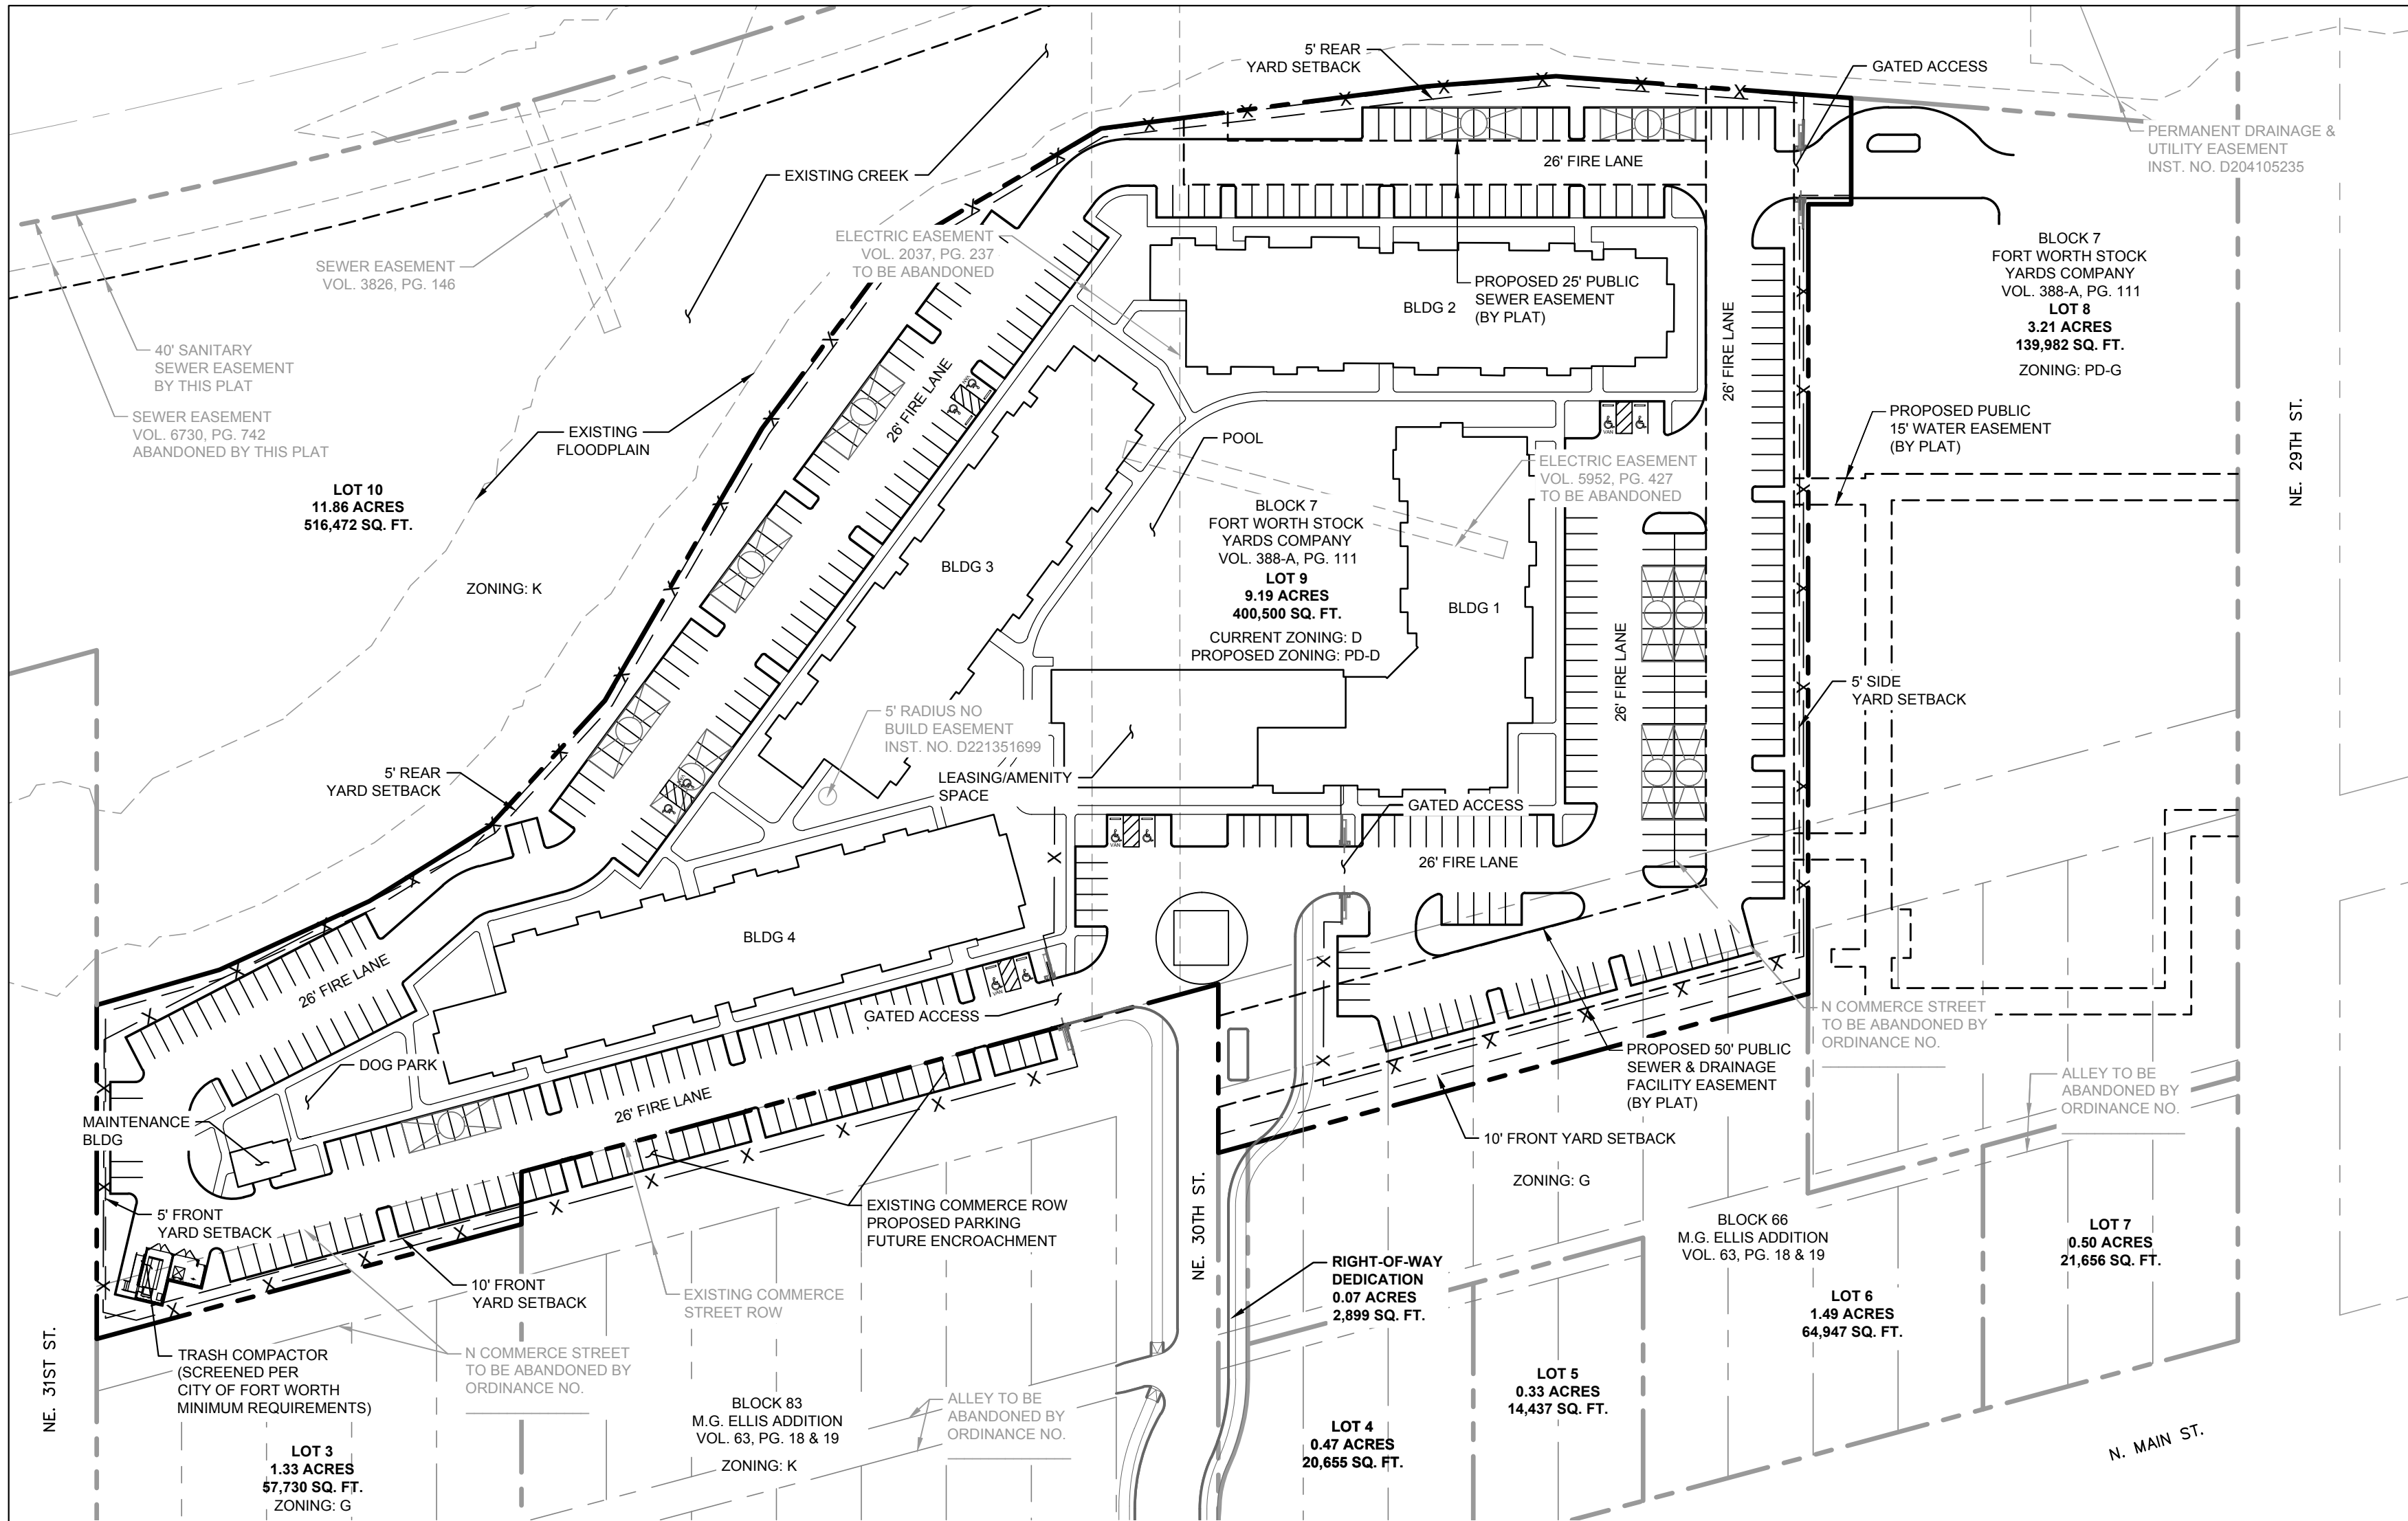 5' REAR
YARD SETBACK
GATED ACCESS
PERMANENT DRAINAGE &
UTILITY EASEMENT
INST. NO. D204105235
26' FIRE LANE
EXISTING CREEK
ELECTRIC EASEMENT
VOL. 2037, PG. 237
TO BE ABANDONED
SEWER EASEMENT
VOL. 3826, PG. 146
BLOCK 7
FORT WORTH STOCK
YARDS COMPANY
VOL. 388-A, PG. 111
LOT 8
3.21 ACRES
139,982 SQ. FT.
ZONING: PD-G
BLDG 2
PROPOSED 25' PUBLIC
SEWER EASEMENT
(BY PLAT)
26' FIRE LANE
40' SANITARY
SEWER EASEMENT
BY THIS PLAT
SEWER EASEMENT
VOL. 6730, PG. 742
ABANDONED BY THIS PLAT
26' FIRE LANE
EXISTING
FLOODPLAIN
POOL
VAN
PROPOSED PUBLIC
15' WATER EASEMENT
(BY PLAT)
NE. 29TH ST.
ELECTRIC EASEMENT
VOL. 5952, PG. 427
TO BE ABANDONED
LOT 10
11.86 ACRES
516,472 SQ. FT.
ZONING: K
BLOCK 7
FORT WORTH STOCK
YARDS COMPANY
VOL. 388-A, PG. 111
LOT 9
9.19 ACRES
400,500 SQ. FT.
CURRENT ZONING: D
PROPOSED ZONING: PD-D
BLDG 3
BLDG 1
26' FIRE LANE
5' SIDE
YARD SETBACK
5' RADIUS NO
BUILD EASEMENT
INST. NO. D221351699
5' REAR
YARD SETBACK
LEASING/AMENITY
SPACE
GATED ACCESS
VAN
26' FIRE LANE
BLDG 4
26' FIRE LANE
VAN
GATED ACCESS
N COMMERCE STREET
TO BE ABANDONED BY
ORDINANCE NO.
PROPOSED 50' PUBLIC
SEWER & DRAINAGE
FACILITY EASEMENT
(BY PLAT)
DOG PARK
26' FIRE LANE
ALLEY TO BE
ABANDONED BY
ORDINANCE NO.
MAINTENANCE
BLDG
10' FRONT YARD SETBACK
ZONING: G
NE. 30TH ST.
EXISTING COMMERCE ROW
PROPOSED PARKING
FUTURE ENCROACHMENT
5' FRONT
YARD SETBACK
BLOCK 66
M.G. ELLIS ADDITION
VOL. 63, PG. 18 & 19
LOT 7
0.50 ACRES
21,656 SQ. FT.
RIGHT-OF-WAY
DEDICATION
0.07 ACRES
2,899 SQ. FT.
10' FRONT
YARD SETBACK
EXISTING COMMERCE
STREET ROW
LOT 6
1.49 ACRES
64,947 SQ. FT.
NE. 31ST ST.
TRASH COMPACTOR
(SCREENED PER
CITY OF FORT WORTH
MINIMUM REQUIREMENTS)
N COMMERCE STREET
TO BE ABANDONED BY
ORDINANCE NO.
LOT 5
0.33 ACRES
14,437 SQ. FT.
BLOCK 83
M.G. ELLIS ADDITION
VOL. 63, PG. 18 & 19
ZONING: K
ALLEY TO BE
ABANDONED BY
ORDINANCE NO.
LOT 4
0.47 ACRES
20,655 SQ. FT.
N. MAIN ST.
LOT 3
1.33 ACRES
57,730 SQ. FT.
ZONING: G